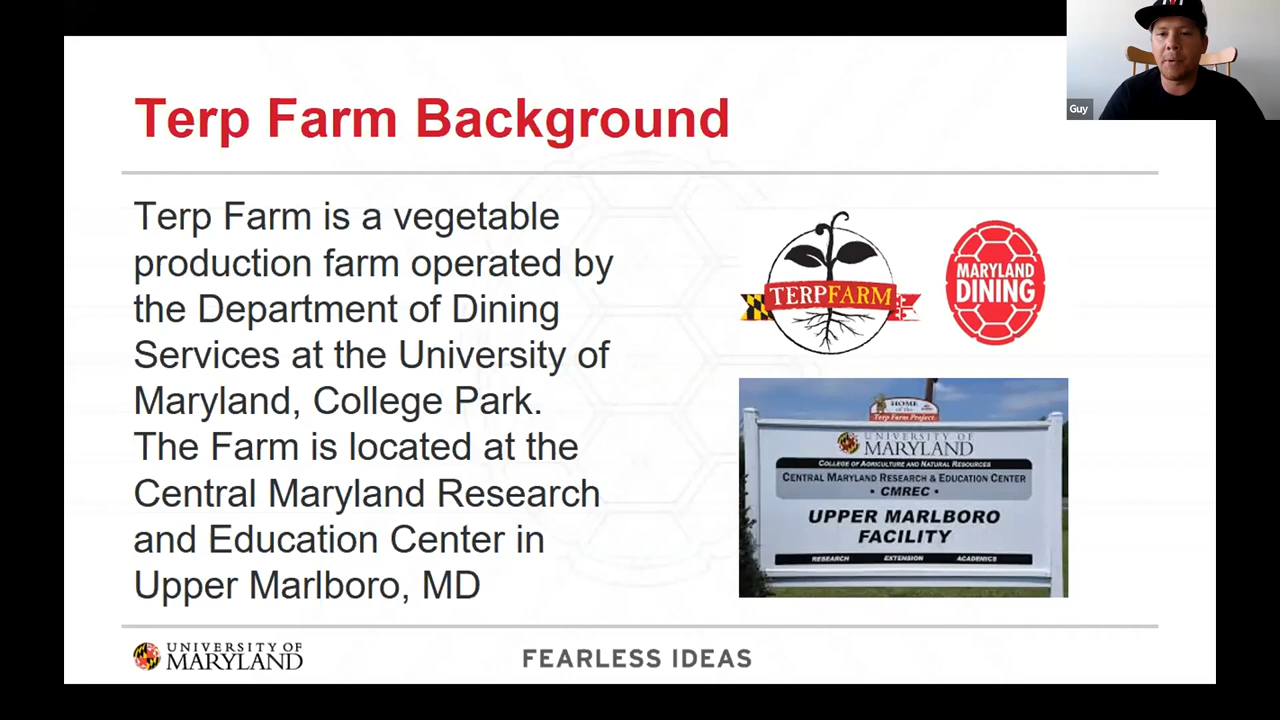 Guy
Terp Farm Background
Terp Farm is a vegetable
production farm operated by
the Department of Dining
Services at the University of
Maryland, College Park.
The Farm is located at the
Central Maryland Research
and Education Center in
Upper Marlboro, MD
TERPFARM
MARYLAND
DINING
HOME
of the
Terp Farm Project
UNIVERSITY OF
MARYLAND
COLLEGE OF AGRICULTURE AND NATURAL RESOURCES
CENTRAL MARYLAND RESEARCH & EDUCATION CENTER
• CMREC •
UPPER MARLBORO
FACILITY
RESEARCH EXTENSION ACADEMICS
UNIVERSITY OF
MARYLAND
FEARLESS IDEAS